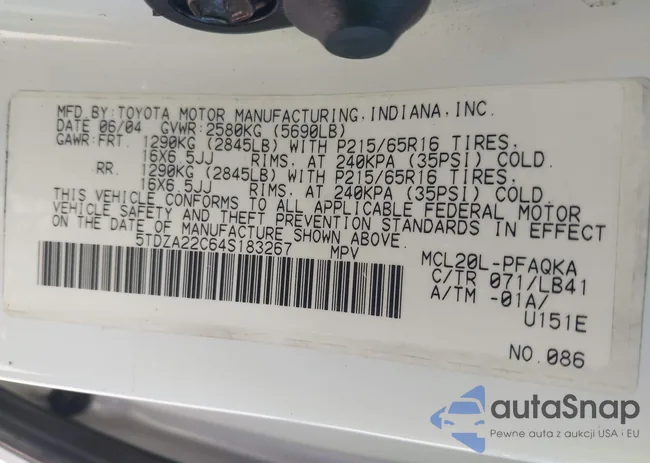 MFD.BY:TOYOTA MOTOR MANUFACTURING,INDIANA,INC.
DATE 06/04 GVWR:2580KG (5690LB)
GAWR:FRT. 1290KG (2845LB) WITH P215/65R16 TIRES,
16X6.5JJ RIMS, AT 240KPA (35PSI) COLD.
RR. 1290KG (2845LB) WITH P215/65R16 TIRES,
16X6.5JJ RIMS, AT 240KPA (35PSI) COLD.
THIS VEHICLE CONFORMS TO ALL APPLICABLE FEDERAL MOTOR
VEHICLE SAFETY AND THEFT PREVENTION STANDARDS IN EFFECT
ON THE DATE OF MANUFACTURE SHOWN ABOVE.
5TDZA22C64S183267 MPV
MCL20L-PFAQKA
C/TR 071/LB41
A/TM -01A/
U151E
NO.086
autaSnap
Pewne auta z aukcji USA i EU